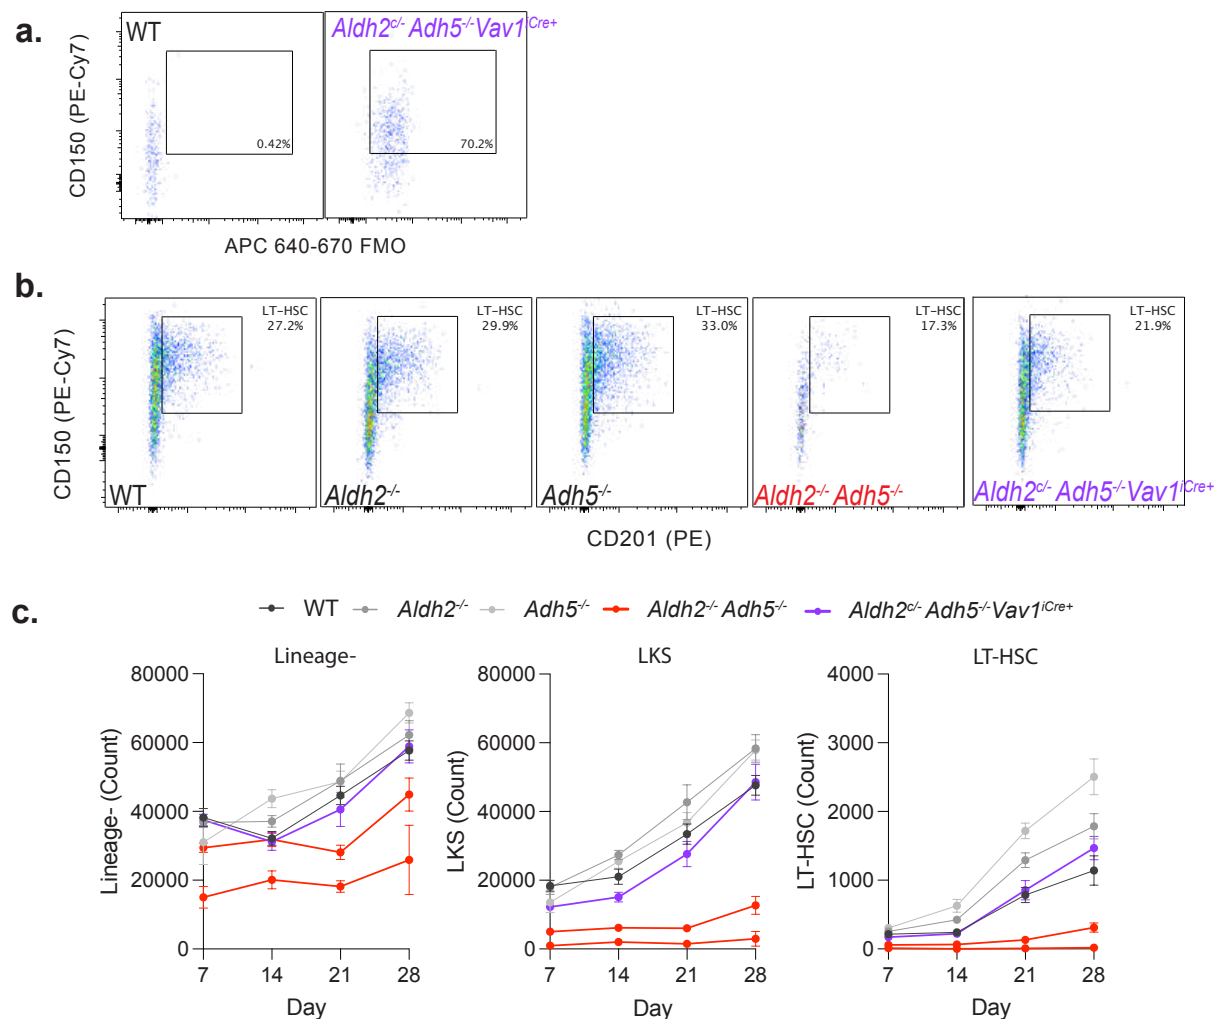 a.
WT
Aldh2c/- Adh5-/- Vav1iCre+
CD150 (PE-Cy7)
0.42%
70.2%
APC 640-670 FMO
b.
CD150 (PE-Cy7)
LT-HSC
27.2%
WT
LT-HSC
29.9%
Aldh2-/-
LT-HSC
33.0%
Adh5-/-
LT-HSC
17.3%
Aldh2-/- Adh5-/-
LT-HSC
21.9%
Aldh2c/- Adh5-/- Vav1iCre+
CD201 (PE)
c.
WT Aldh2-/- Adh5-/- Aldh2-/- Adh5-/- Aldh2c/- Adh5-/- Vav1iCre+
Lineage-
Lineage- (Count)
80000
60000
40000
20000
0
7 14 21 28
Day
LKS
LKS (Count)
80000
60000
40000
20000
0
7 14 21 28
Day
LT-HSC
LT-HSC (Count)
4000
3000
2000
1000
0
7 14 21 28
Day